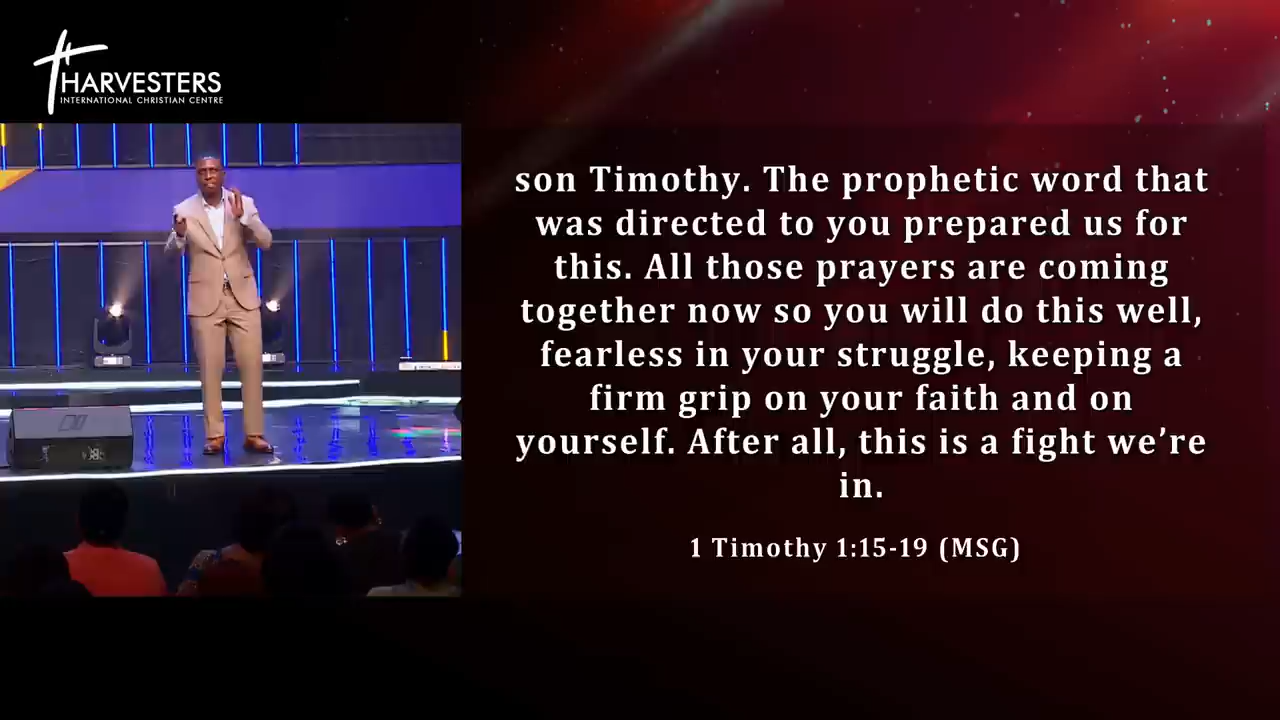 HARVESTERS
INTERNATIONAL CHRISTIAN CENTRE
son Timothy. The prophetic word that
was directed to you prepared us for
this. All those prayers are coming
together now so you will do this well,
fearless in your struggle, keeping a
firm grip on your faith and on
yourself. After all, this is a fight we’re
in.
1 Timothy 1:15-19 (MSG)